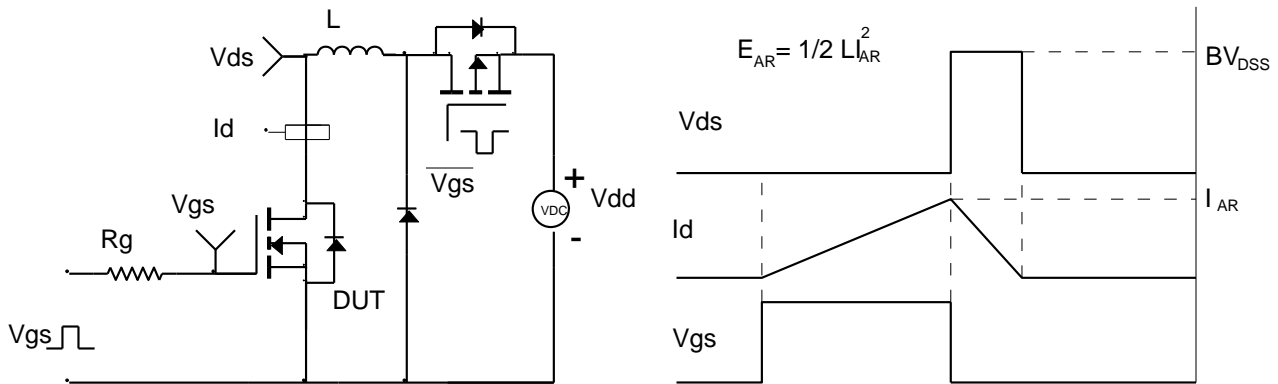 L
Vds
Id
Vgs
Vgs
Rg
DUT
Vgs
VDC
+
Vdd
-
E_AR= 1/2 LI_AR^2
BV_DSS
Vds
I_AR
Id
Vgs